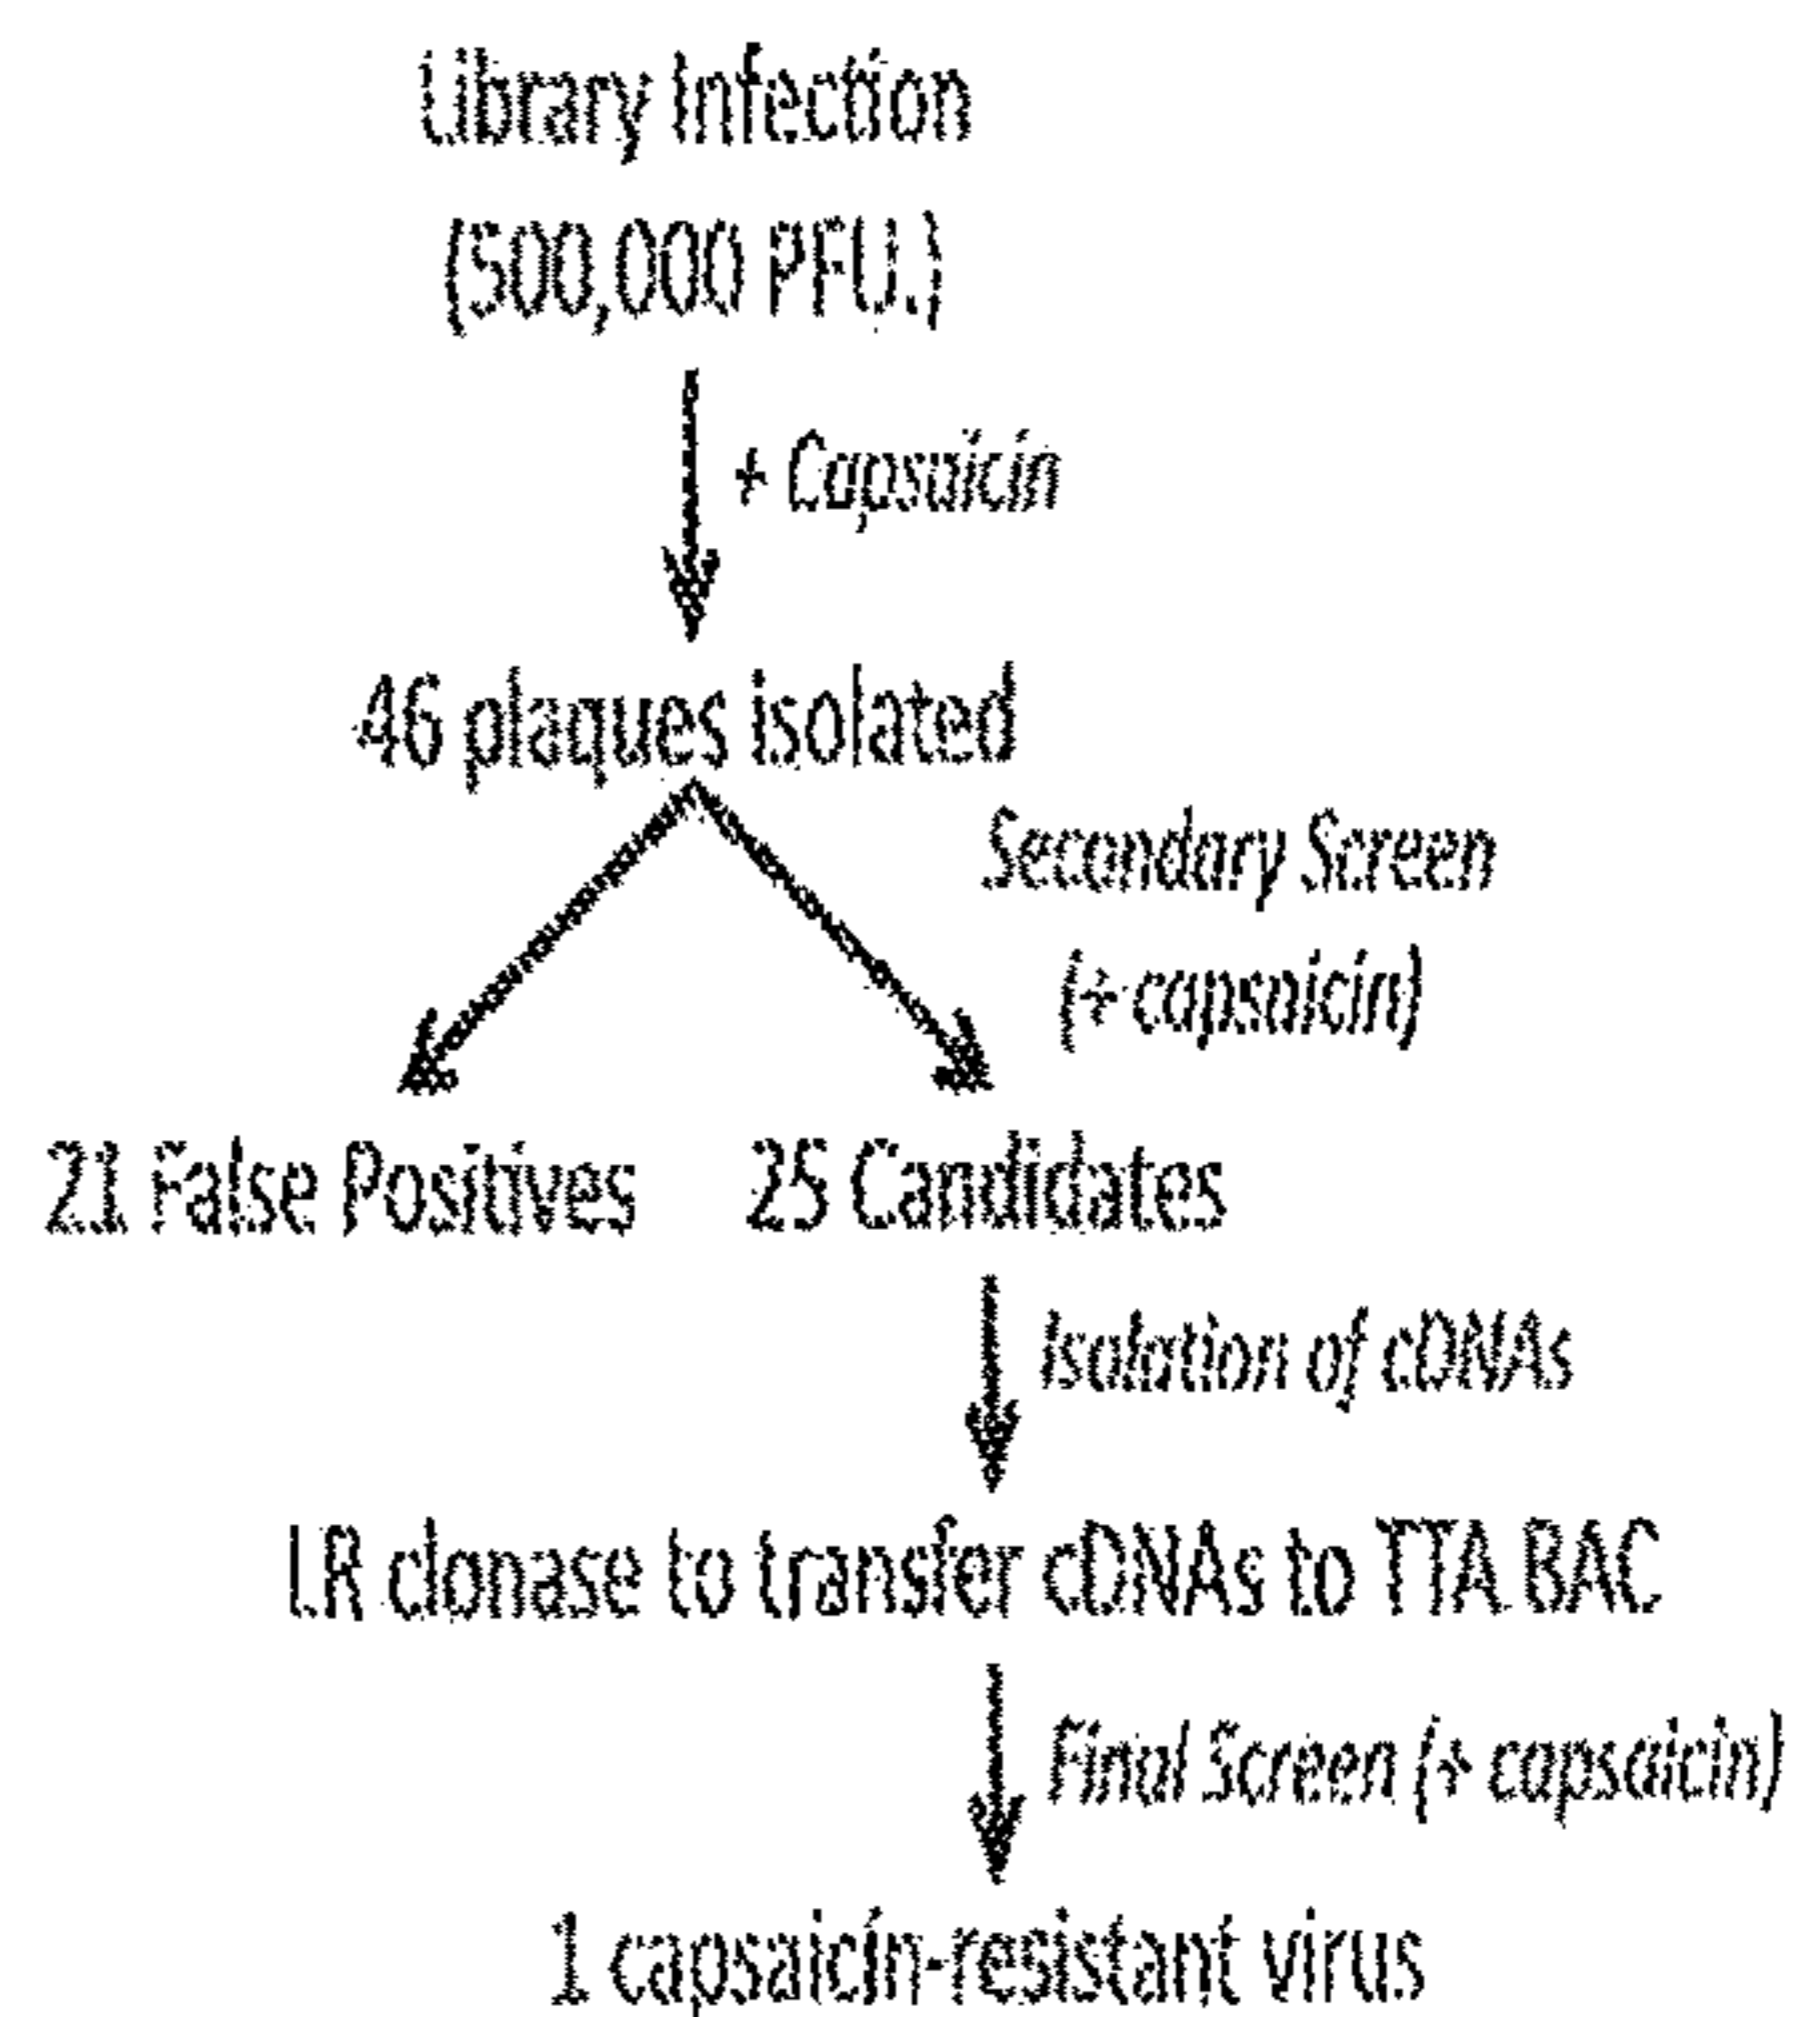 Library Infection
(500,000 PFU.)
+ Capsaicin
46 plaques isolated
Secondary Screen
(+ capsaicin)
21 False Positives
25 Candidates
Isolation of cDNAs
LR clonase to transfer cDNAs to TTA BAC
Final Screen (+ capsaicin)
1 capsaicin-resistant virus